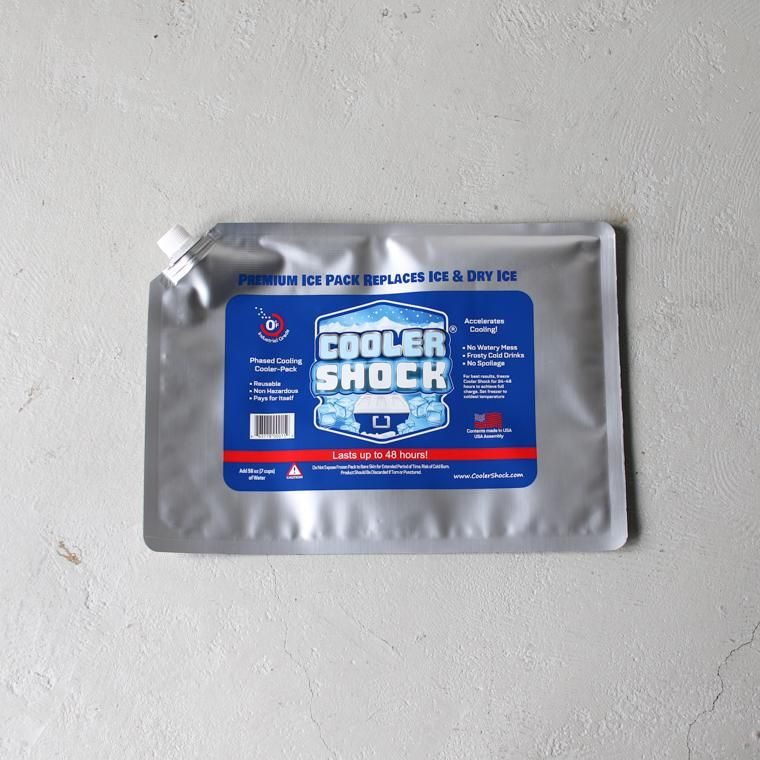 PREMIUM ICE PACK REPLACES ICE & DRY ICE
0°F
Industrial Grade
Phased Cooling
Cooler-Pack
• Reusable
• Non Hazardous
• Pays for Itself
COOLER
SHOCK
®
Accelerates
Cooling!
• No Watery Mess
• Frosty Cold Drinks
• No Spoilage
For best results, freeze
Cooler Shock for 24-48
hours to achieve full
charge. Set freezer to
coldest temperature
Contents made in USA
USA Assembly
Lasts up to 48 hours!
Add 56 oz (7 cups)
of Water
CAUTION
Do Not Expose Frozen Pack to Bare Skin for Extended Period of Time. Risk of Cold Burn.
Product Should Be Discarded If Torn or Punctured.
www.CoolerShock.com